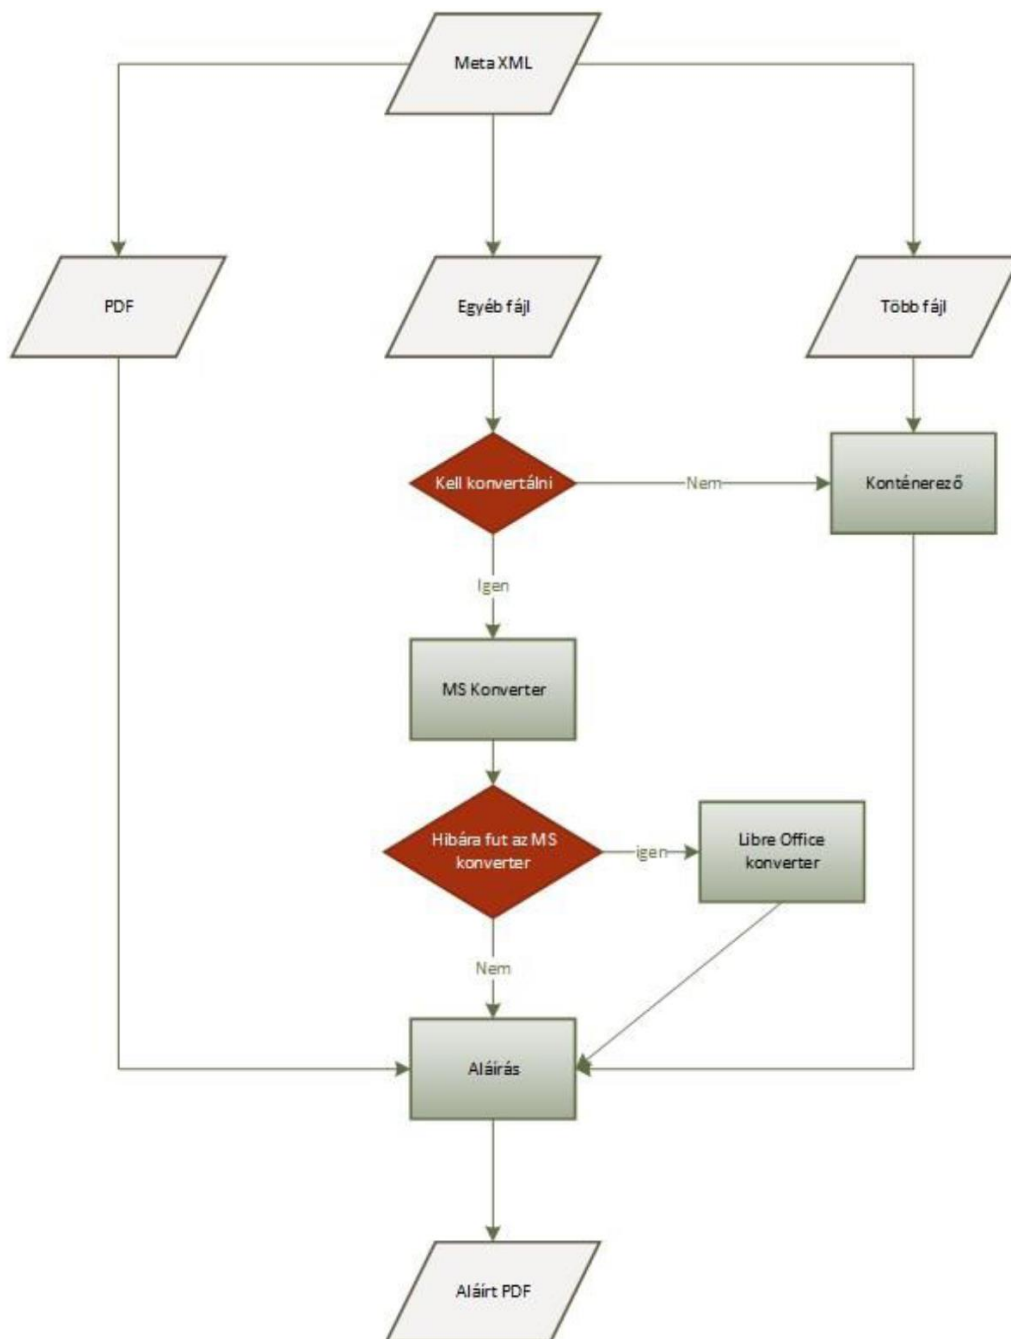 Meta XML
PDF
Egyéb fájl
Több fájl
Kell konvertálni
Nem
Konténerező
Igen
MS Konverter
Hibára fut az MS
konverter
igen
Libre Office
konverter
Nem
Aláírás
Aláírt PDF